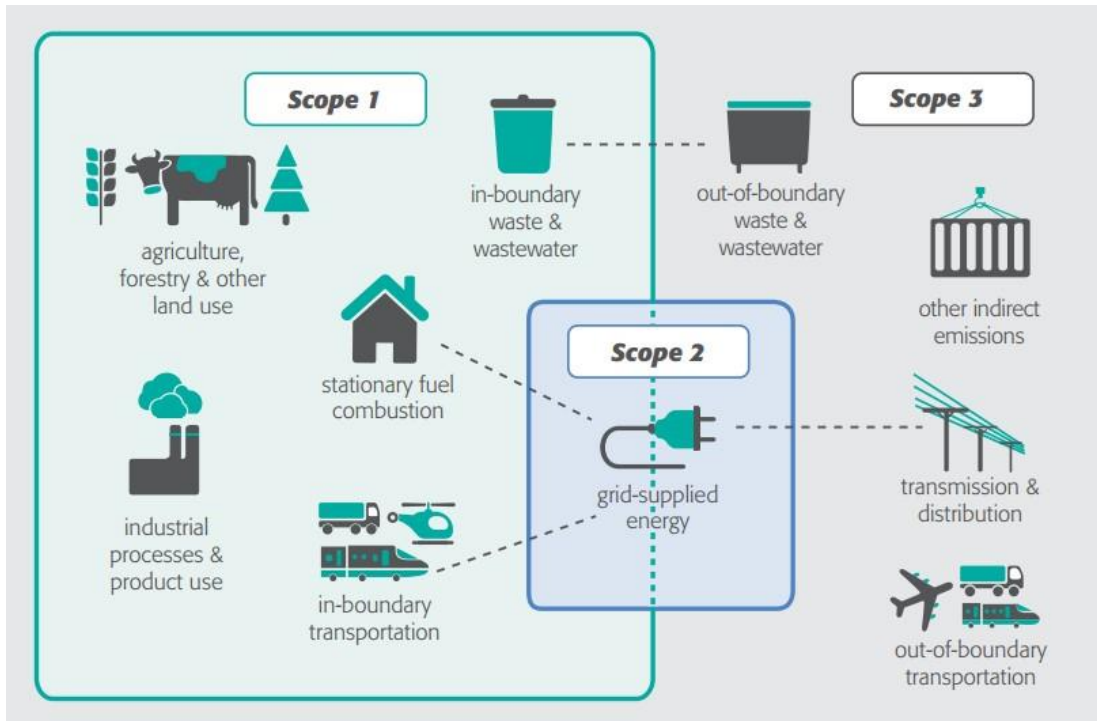 Scope 1
Scope 3
in-boundary
waste &
wastewater
out-of-boundary
waste &
wastewater
agriculture,
forestry & other
land use
other indirect
emissions
Scope 2
stationary fuel
combustion
grid-supplied
energy
transmission &
distribution
industrial
processes &
product use
in-boundary
transportation
out-of-boundary
transportation